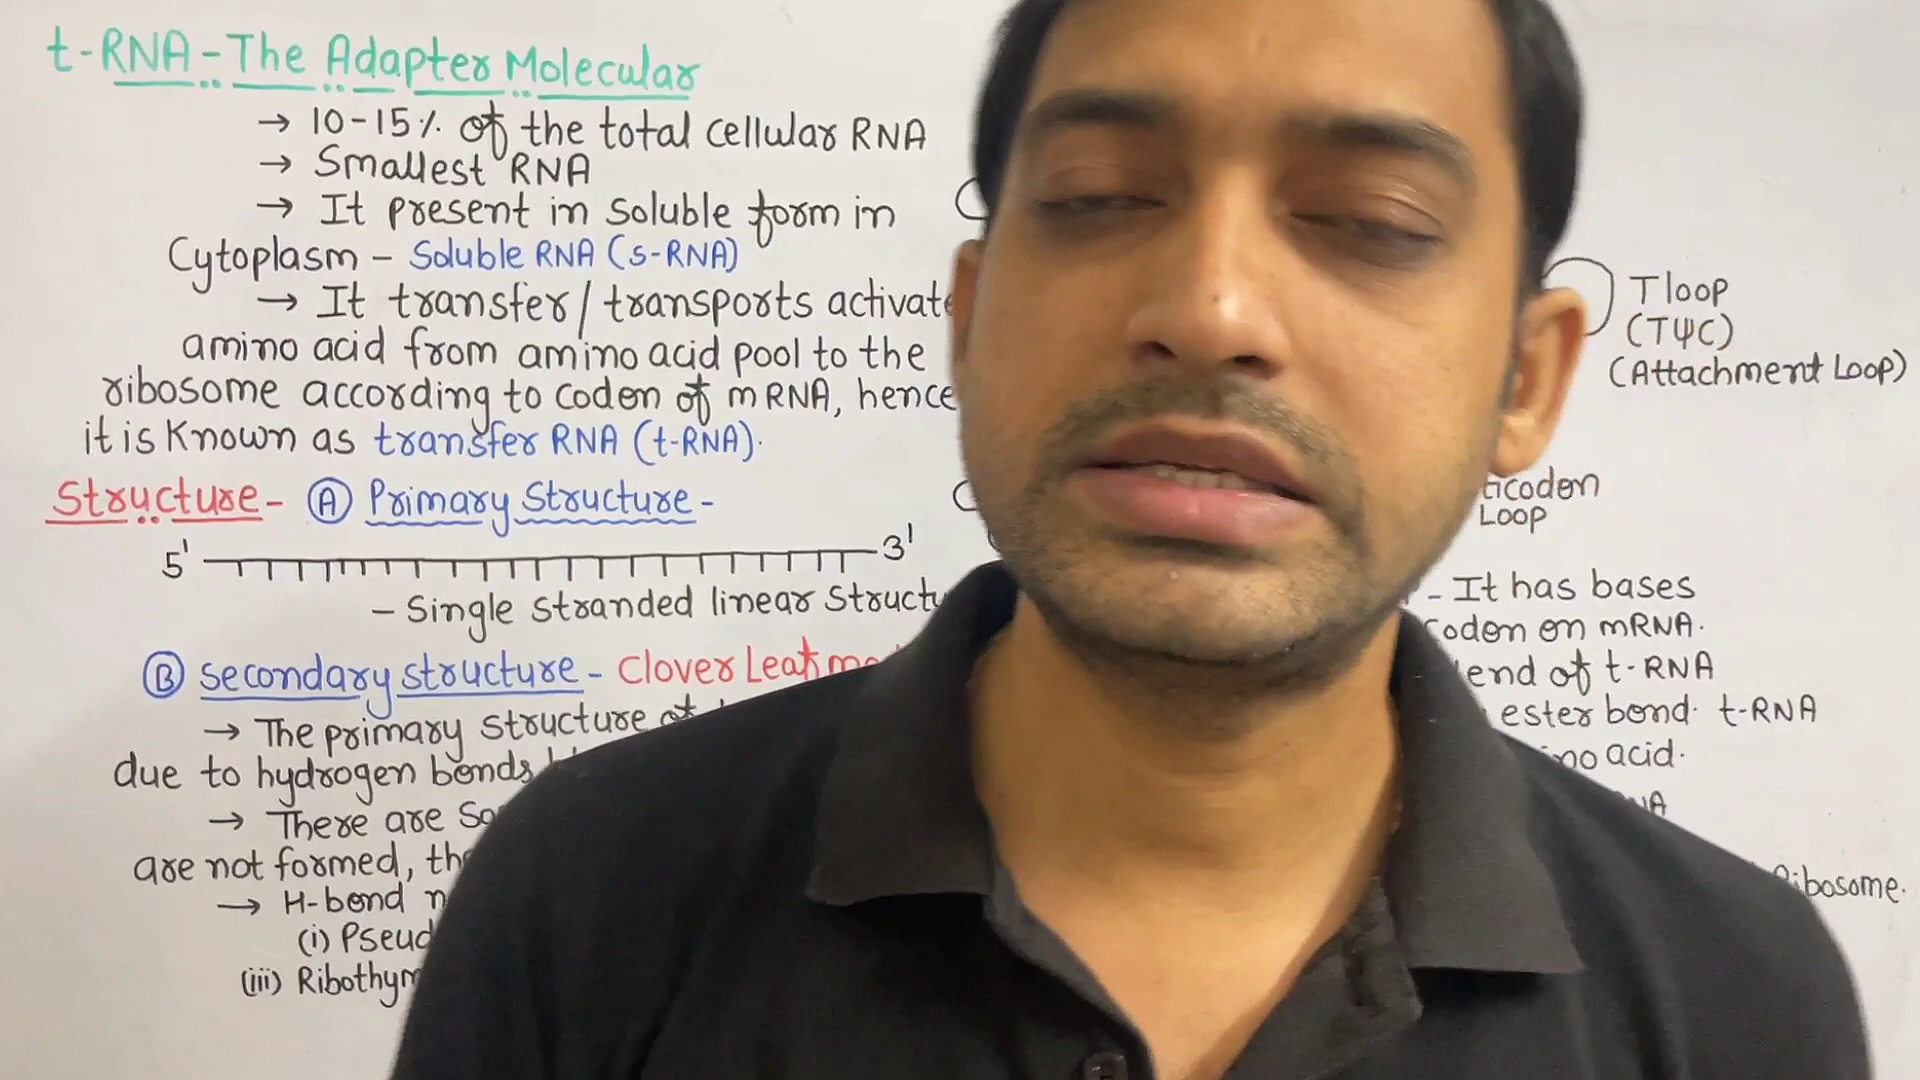 t-RNA-The Adapter Molecular
→ 10-15% of the total cellular RNA
→ Smallest RNA
→ It present in soluble form in
Cytoplasm - Soluble RNA (s-RNA)
→ It transfer/transports activate
amino acid from amino acid pool to the
ribosome according to codon of mRNA, hence
it is Known as transfer RNA (t-RNA).
Structure - (A) Primary Structure -
5' 3'
- Single stranded linear Structu
(B) Secondary structure - Clover Leaf mo
→ The primary structure of
due to hydrogen bonds
→ There are So
are not formed, the
→ H-bond n
(i) Pseud
(iii) Ribothym
T loop
(TΨC)
(Attachment Loop)
ticodon
Loop
- It has bases
codon on mRNA.
end of t-RNA
ester bond. t-RNA
no acid.
NA
Ribosome.